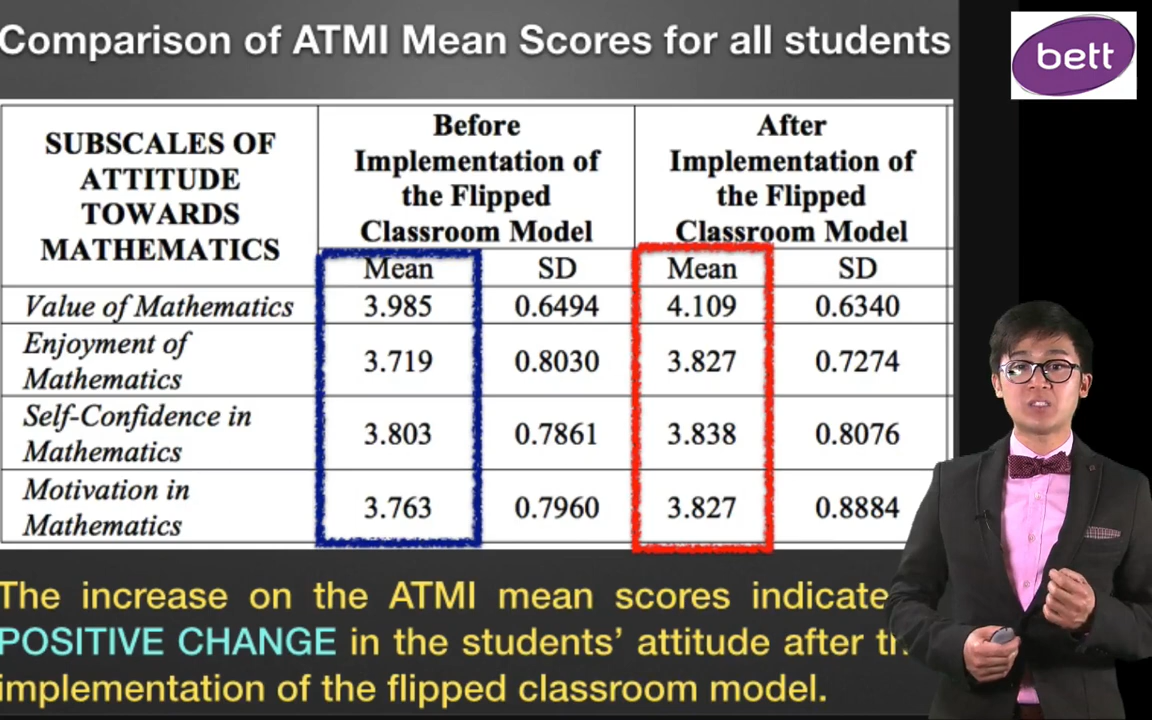 Comparison of ATMI Mean Scores for all students
bett
SUBSCALES OF
ATTITUDE
TOWARDS
MATHEMATICS
Before
Implementation of
the Flipped
Classroom Model
After
Implementation of
the Flipped
Classroom Model
Mean SD Mean SD
Value of Mathematics 3.985 0.6494 4.109 0.6340
Enjoyment of
Mathematics 3.719 0.8030 3.827 0.7274
Self-Confidence in
Mathematics 3.803 0.7861 3.838 0.8076
Motivation in
Mathematics 3.763 0.7960 3.827 0.8884
The increase on the ATMI mean scores indicate
POSITIVE CHANGE in the students’ attitude after th
implementation of the flipped classroom model.